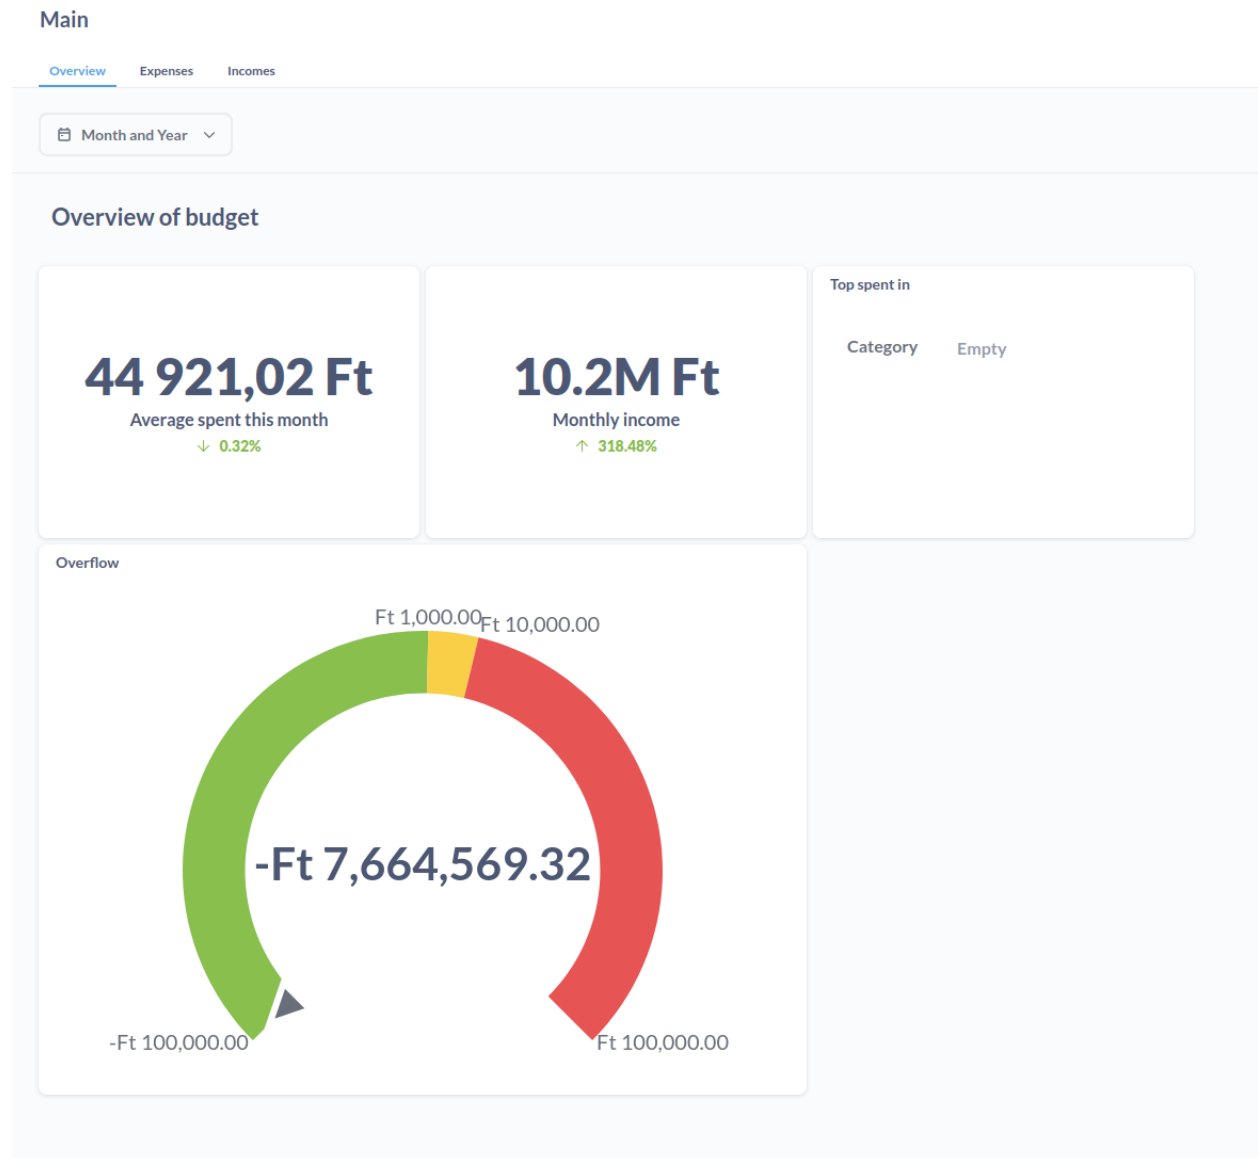 Main
Overview Expenses Incomes
Month and Year
Overview of budget
44 921,02 Ft
Average spent this month
↓ 0.32%
10.2M Ft
Monthly income
↑ 318.48%
Top spent in
Category Empty
Overflow
Ft 1,000.00
Ft 10,000.00
-Ft 7,664,569.32
-Ft 100,000.00
Ft 100,000.00